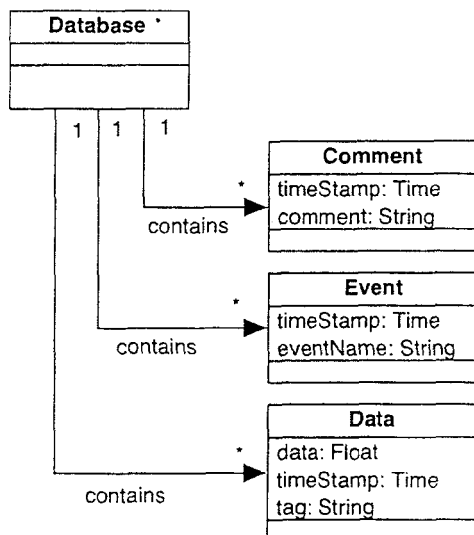 Database *
1 1 1
Comment
timeStamp: Time
comment: String
*
contains
Event
timeStamp: Time
eventName: String
*
contains
Data
data: Float
timeStamp: Time
tag: String
*
contains